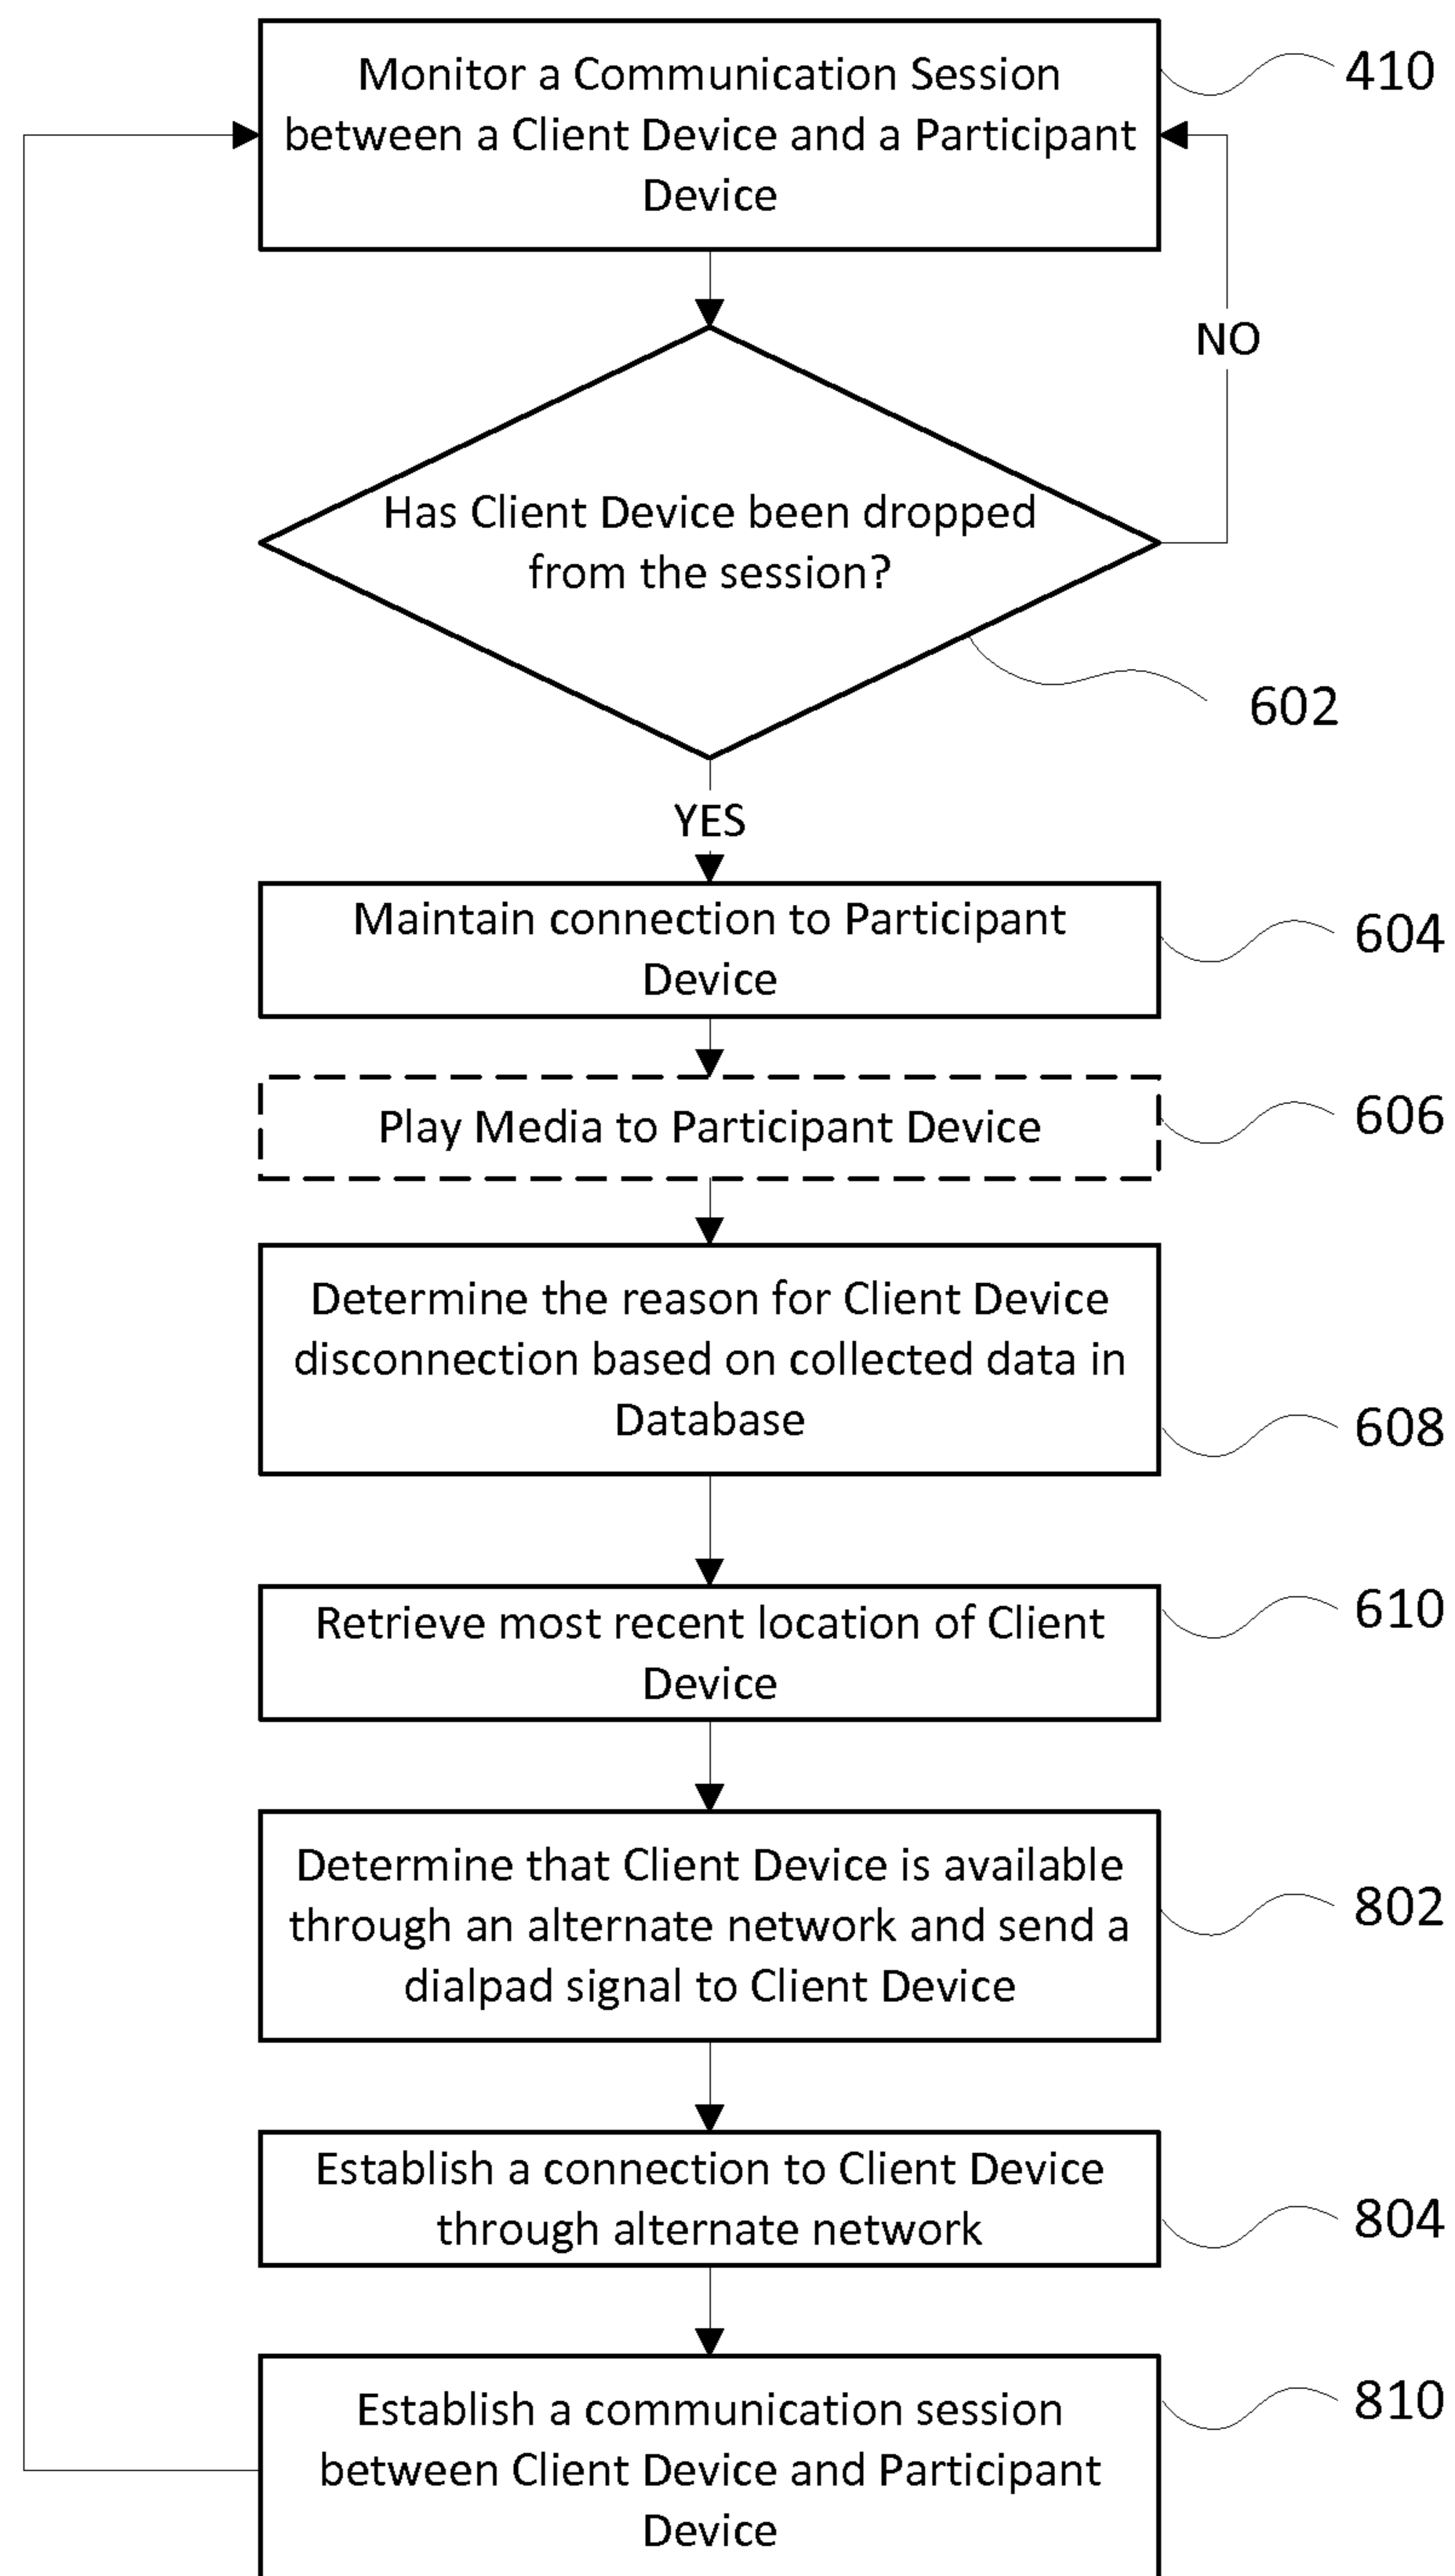 Monitor a Communication Session
between a Client Device and a Participant
Device
410
NO
Has Client Device been dropped
from the session?
602
YES
Maintain connection to Participant
Device
604
Play Media to Participant Device
606
Determine the reason for Client Device
disconnection based on collected data in
Database
608
Retrieve most recent location of Client
Device
610
Determine that Client Device is available
through an alternate network and send a
dialpad signal to Client Device
802
Establish a connection to Client Device
through alternate network
804
Establish a communication session
between Client Device and Participant
Device
810